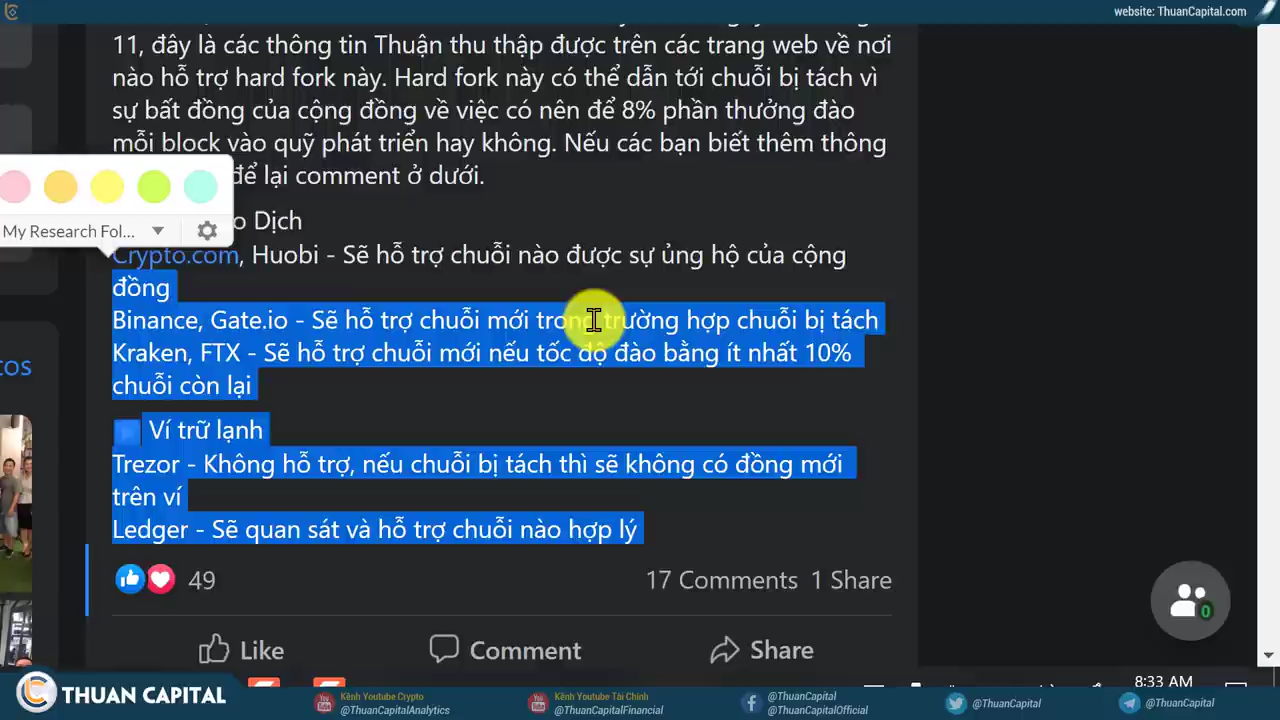 website: ThuanCapital.com
11, đây là các thông tin Thuận thu thập được trên các trang web về nơi
nào hỗ trợ hard fork này. Hard fork này có thể dẫn tới chuỗi bị tách vì
sự bất đồng của cộng đồng về việc có nên để 8% phần thưởng đào
mỗi block vào quỹ phát triển hay không. Nếu các bạn biết thêm thông
để lại comment ở dưới.
My Research Fol...
o Dịch
Crypto.com, Huobi - Sẽ hỗ trợ chuỗi nào được sự ủng hộ của cộng
đồng
Binance, Gate.io - Sẽ hỗ trợ chuỗi mới trong trường hợp chuỗi bị tách
Kraken, FTX - Sẽ hỗ trợ chuỗi mới nếu tốc độ đào bằng ít nhất 10%
chuỗi còn lại
tos
Ví trữ lạnh
Trezor - Không hỗ trợ, nếu chuỗi bị tách thì sẽ không có đồng mới
trên ví
Ledger - Sẽ quan sát và hỗ trợ chuỗi nào hợp lý
49
17 Comments 1 Share
0
Like
Comment
Share
8:33 AM
THUAN CAPITAL
Kênh Youtube Crypto
@ThuanCapitalAnalytics
Kênh Youtube Tài Chính
@ThuanCapitalFinancial
@ThuanCapital
@ThuanCapitalOfficial
@ThuanCapital
@ThuanCapital